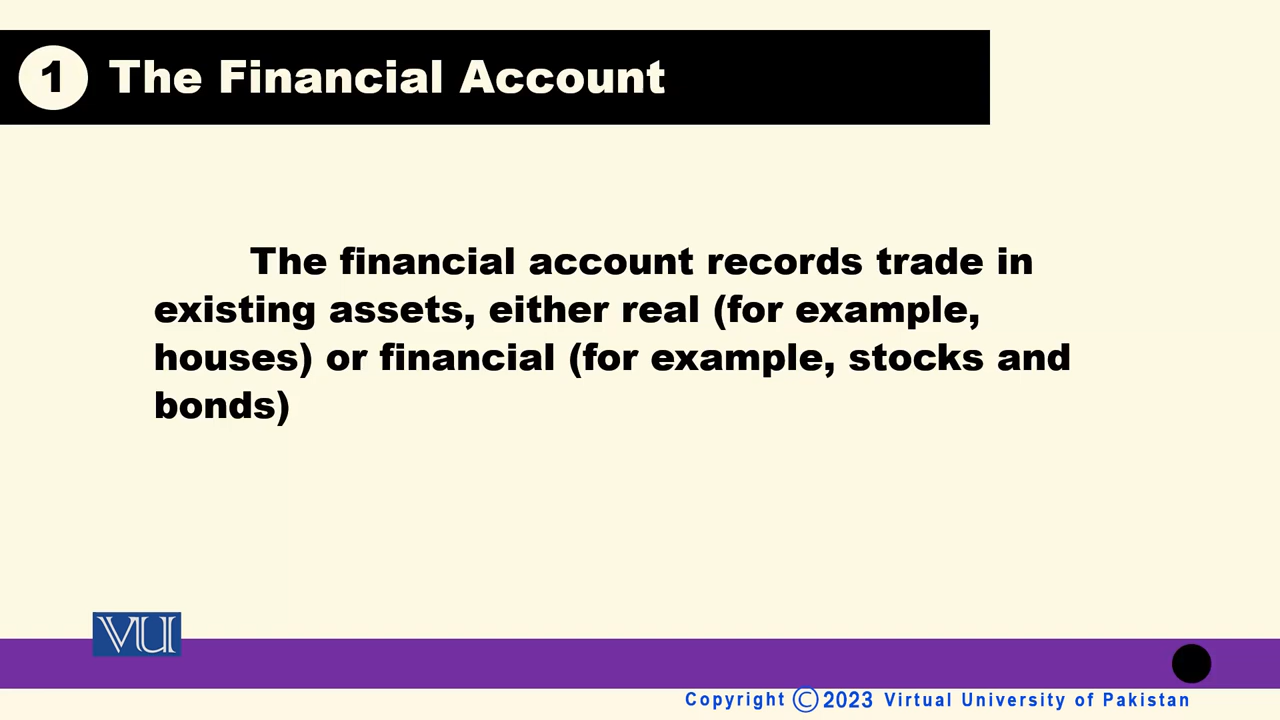 1 The Financial Account
The financial account records trade in
existing assets, either real (for example,
houses) or financial (for example, stocks and
bonds)
VU
Copyright © 2023 Virtual University of Pakistan